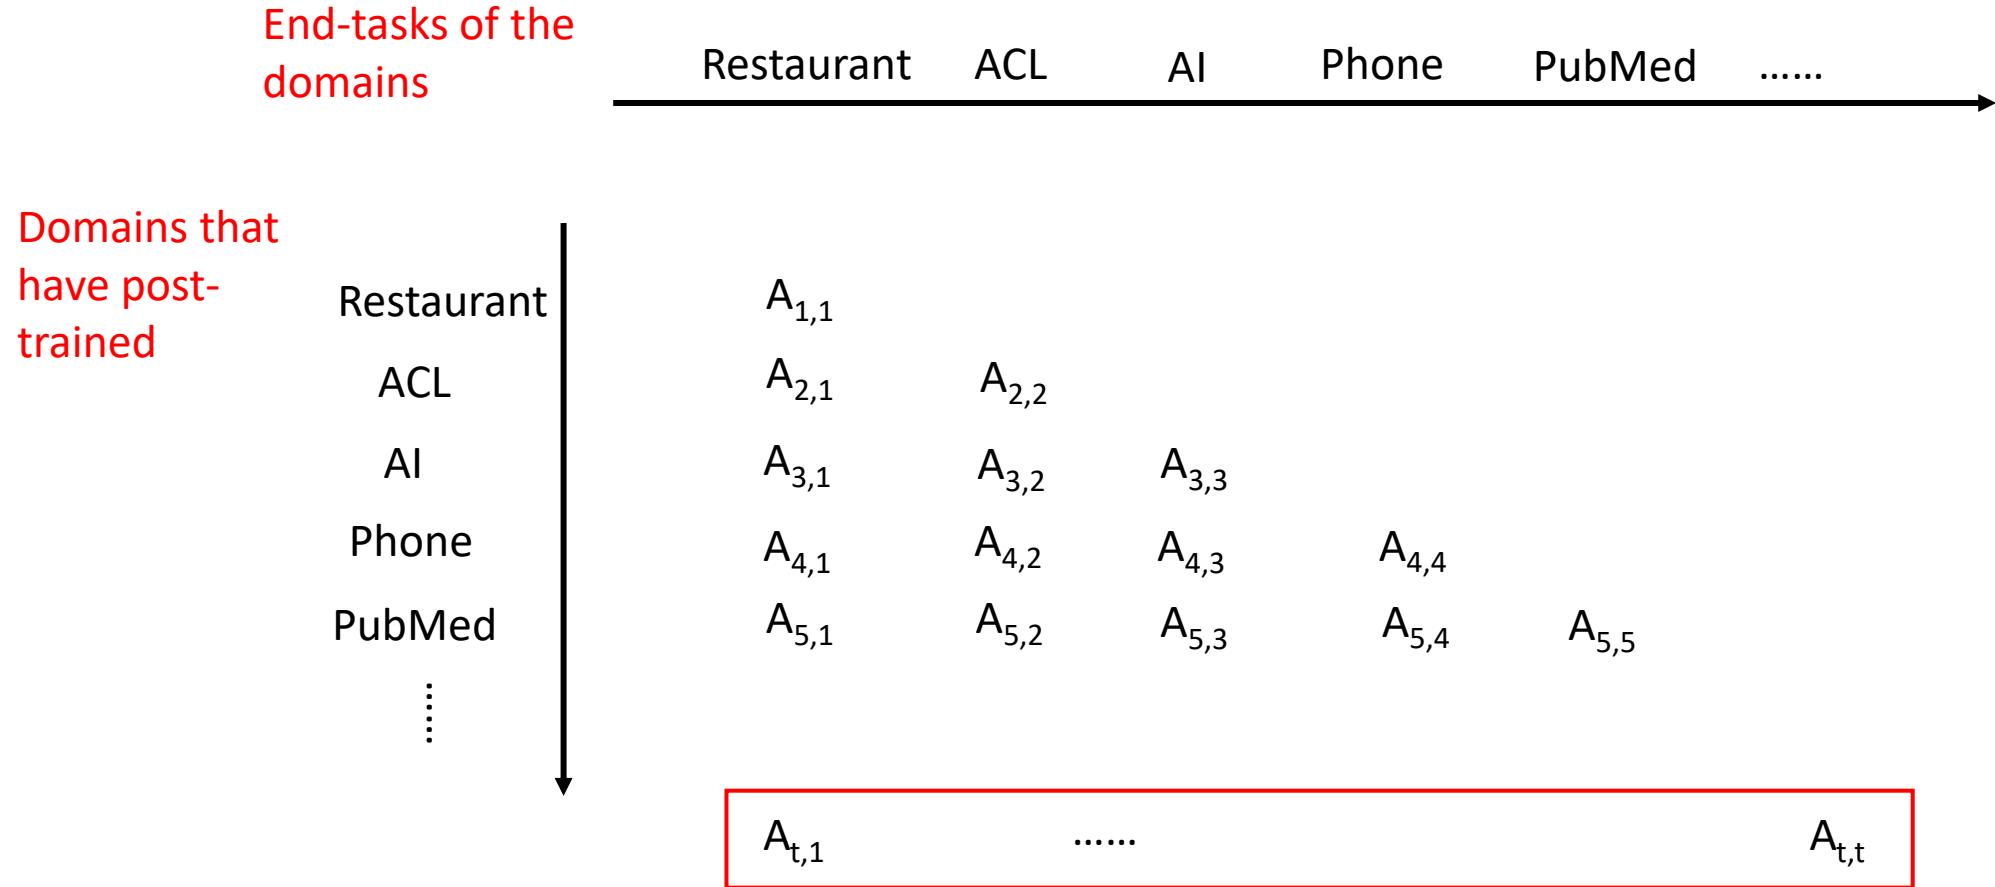 End-tasks of the
domains
Restaurant ACL AI Phone PubMed ......
Domains that
have post-
trained
Restaurant A1,1
ACL A2,1 A2,2
AI A3,1 A3,2 A3,3
Phone A4,1 A4,2 A4,3 A4,4
PubMed A5,1 A5,2 A5,3 A5,4 A5,5
......
At,1 ...... At,t